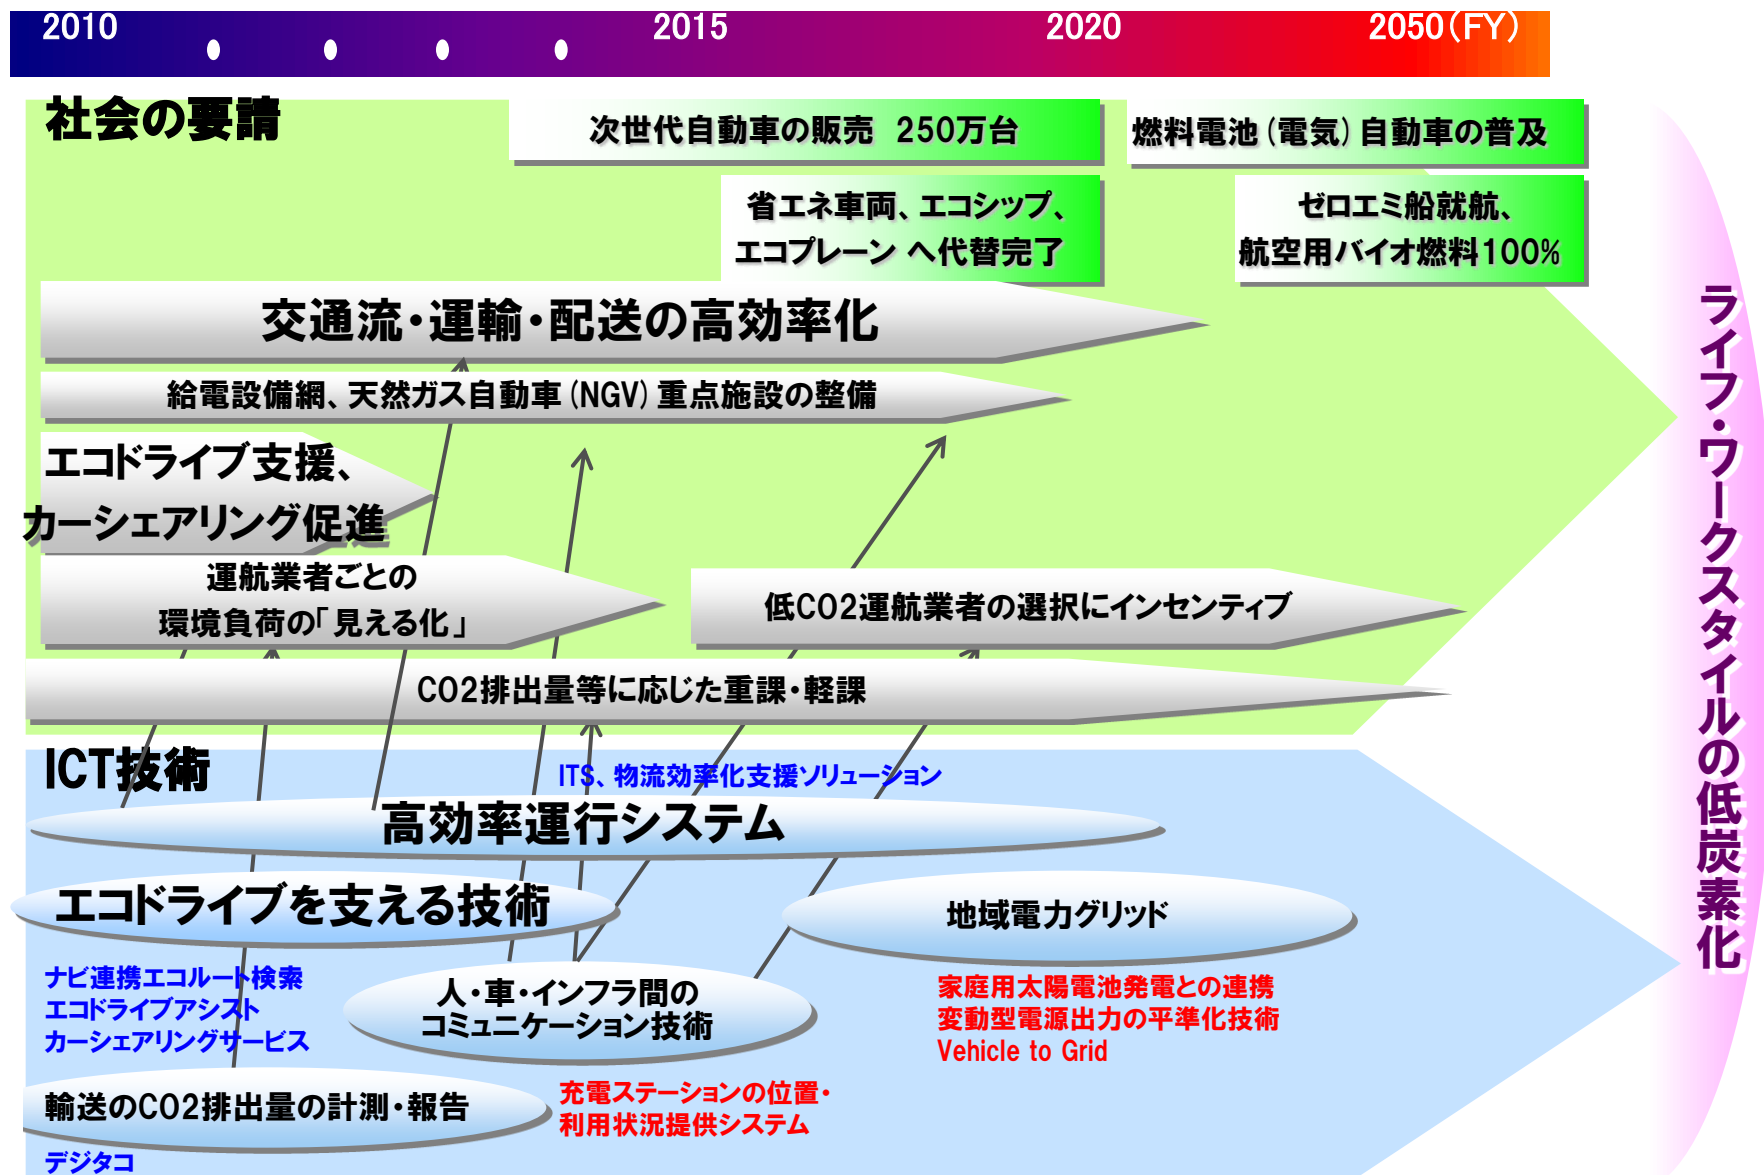 2010
2015
2020
2050(FY)
社会の要請
次世代自動車の販売 250万台
燃料電池(電気)自動車の普及
省エネ車両、エコシップ、
エコプレーン へ代替完了
ゼロエミ船就航、
航空用バイオ燃料100%
交通流・運輸・配送の高効率化
給電設備網、天然ガス自動車(NGV)重点施設の整備
エコドライブ支援、
カーシェアリング促進
運航業者ごとの
環境負荷の「見える化」
低CO2運航業者の選択にインセンティブ
CO2排出量等に応じた重課・軽課
ライフ・ワークスタイルの低炭素化
ICT技術
ITS、物流効率化支援ソリューション
高効率運行システム
エコドライブを支える技術
地域電力グリッド
ナビ連携エコルート検索
エコドライブアシスト
カーシェアリングサービス
人・車・インフラ間の
コミュニケーション技術
家庭用太陽電池発電との連携
変動型電源出力の平準化技術
Vehicle to Grid
輸送のCO2排出量の計測・報告
充電ステーションの位置・
利用状況提供システム
デジタコ